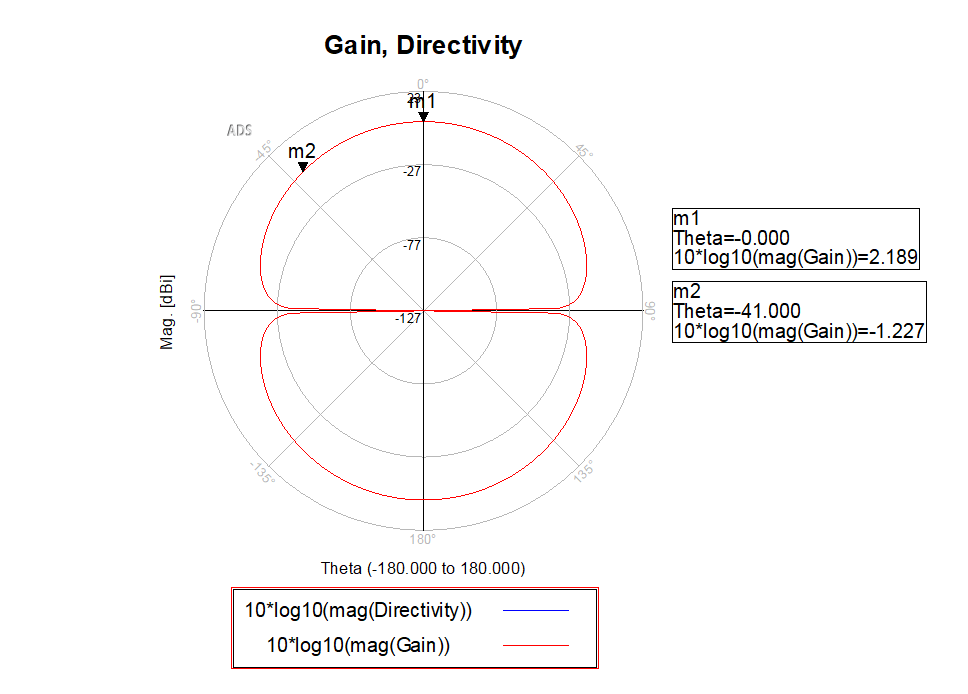 Gain, Directivity
0°
23
m1
ADS
-45°
45°
m2
-27
-77
m1
Theta=-0.000
10*log10(mag(Gain))=2.189
Mag. [dBi]
-90°
90°
-127
m2
Theta=-41.000
10*log10(mag(Gain))=-1.227
-135°
135°
180°
Theta (-180.000 to 180.000)
10*log10(mag(Directivity))
10*log10(mag(Gain))